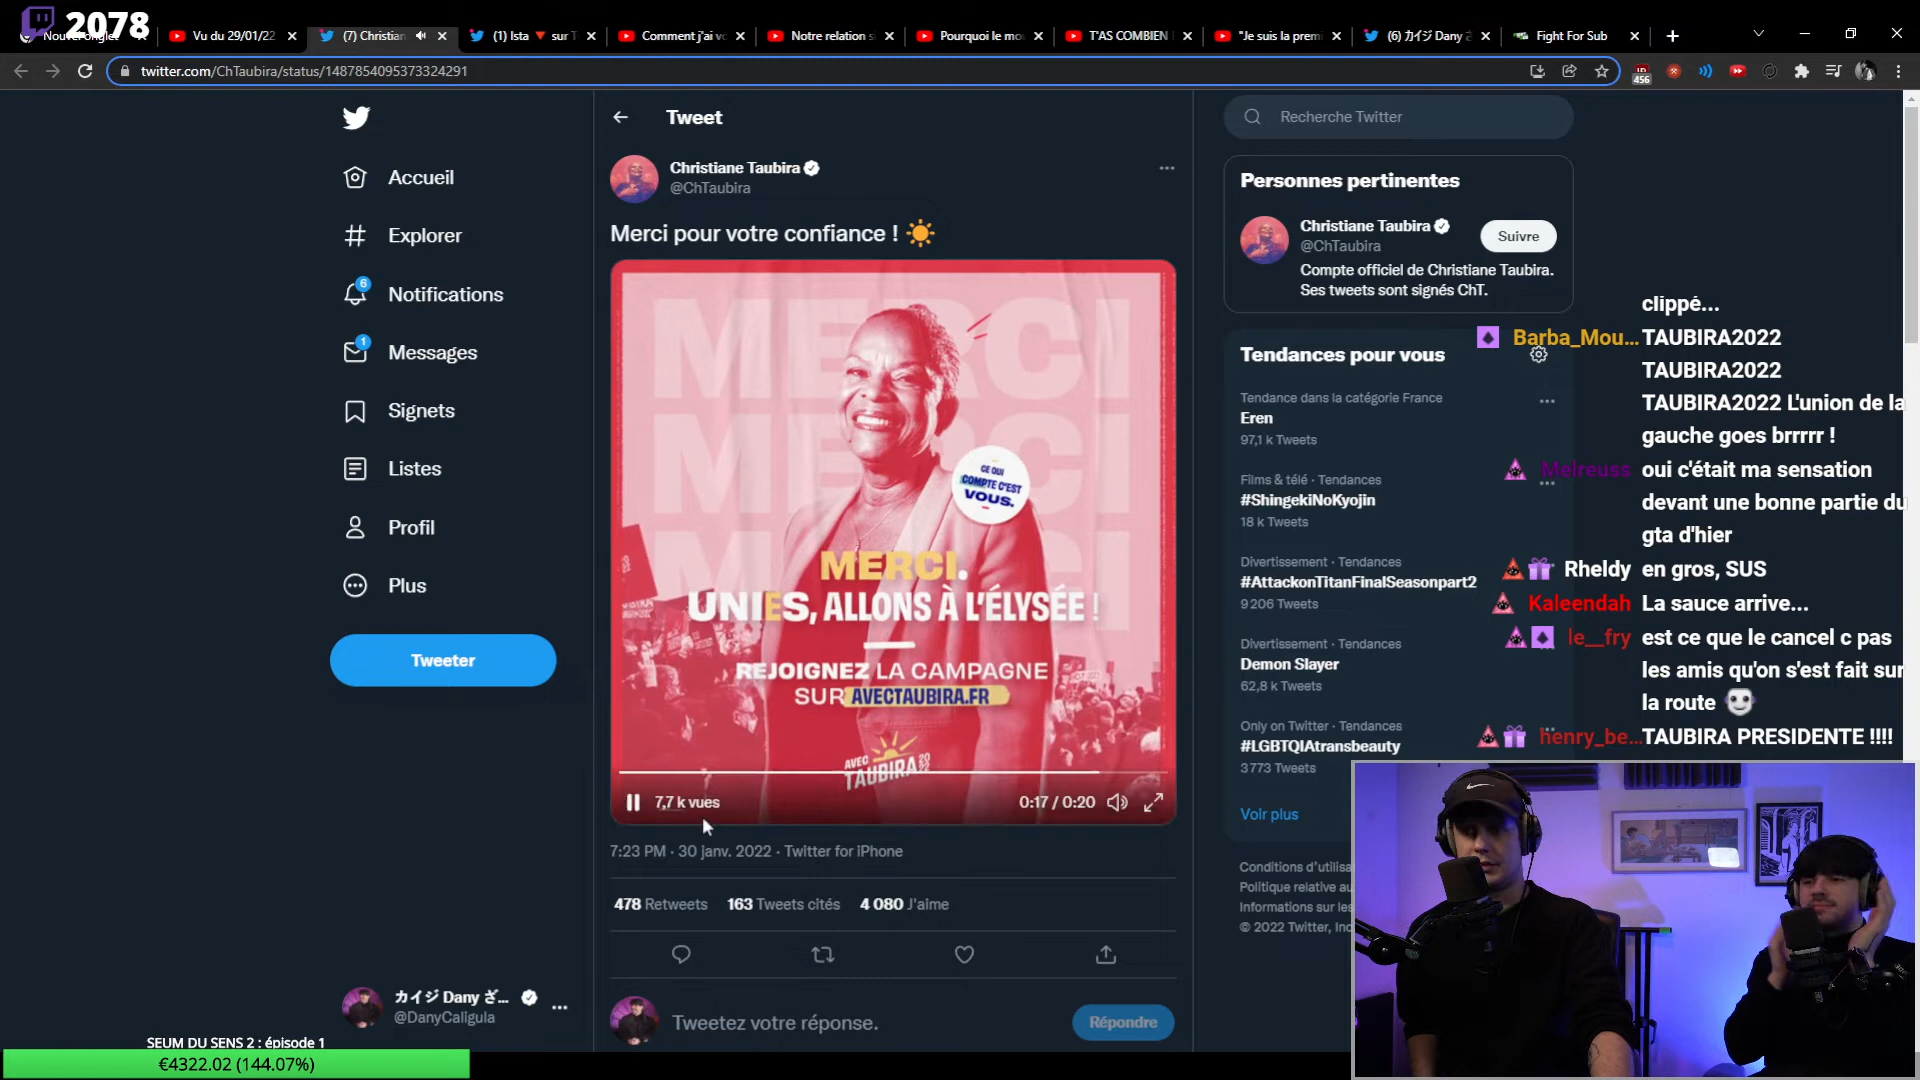 2078
Nouvel onglet
Vu du 29/01/22
(7) Christian
(1) Ista 🔻 sur T
Comment j'ai vo
Notre relation s
Pourquoi le mo
T'AS COMBIEN
"Je suis la premi
(6) カイジ Dany ざ
Fight For Sub
twitter.com/ChTaubira/status/1487854095373324291
456
Tweet
Recherche Twitter
Accueil
Explorer
6
Notifications
1
Messages
Signets
Listes
Profil
Plus
Tweeter
Christiane Taubira
@ChTaubira
Merci pour votre confiance ! ☀️
MERCI
MERCI
MERCI
CE QUI
COMPTE C'EST
VOUS.
MERCI.
UNIES, ALLONS À L'ÉLYSÉE !
REJOIGNEZ LA CAMPAGNE
SUR AVECTAUBIRA.FR
AVEC 20
TAUBIRA 22
7,7 k vues
0:17 / 0:20
7:23 PM · 30 janv. 2022 · Twitter for iPhone
478 Retweets 163 Tweets cités 4 080 J'aime
Tweetez votre réponse.
Répondre
カイジ Dany ざ...
@DanyCaligula
Personnes pertinentes
Christiane Taubira
@ChTaubira
Suivre
Compte officiel de Christiane Taubira.
Ses tweets sont signés ChT.
Tendances pour vous
Tendance dans la catégorie France
Eren
97,1 k Tweets
Films & télé · Tendances
#ShingekiNoKyojin
18 k Tweets
Divertissement · Tendances
#AttackonTitanFinalSeasonpart2
9 206 Tweets
Divertissement · Tendances
Demon Slayer
62,8 k Tweets
Only on Twitter · Tendances
#LGBTQIAtransbeauty
3 773 Tweets
Voir plus
Conditions d'utilisa
Politique relative au
Informations sur les
© 2022 Twitter, Inc
clippé...
Barba_Mou... TAUBIRA2022
TAUBIRA2022
TAUBIRA2022 L'union de la
gauche goes brrrrr !
Melreuss oui c'était ma sensation
devant une bonne partie du
gta d'hier
Rheldy en gros, SUS
Kaleendah La sauce arrive...
le__fry est ce que le cancel c pas
les amis qu'on s'est fait sur
la route
henry_be... TAUBIRA PRESIDENTE !!!!
SEUM DU SENS 2 : épisode 1
€4322.02 (144.07%)